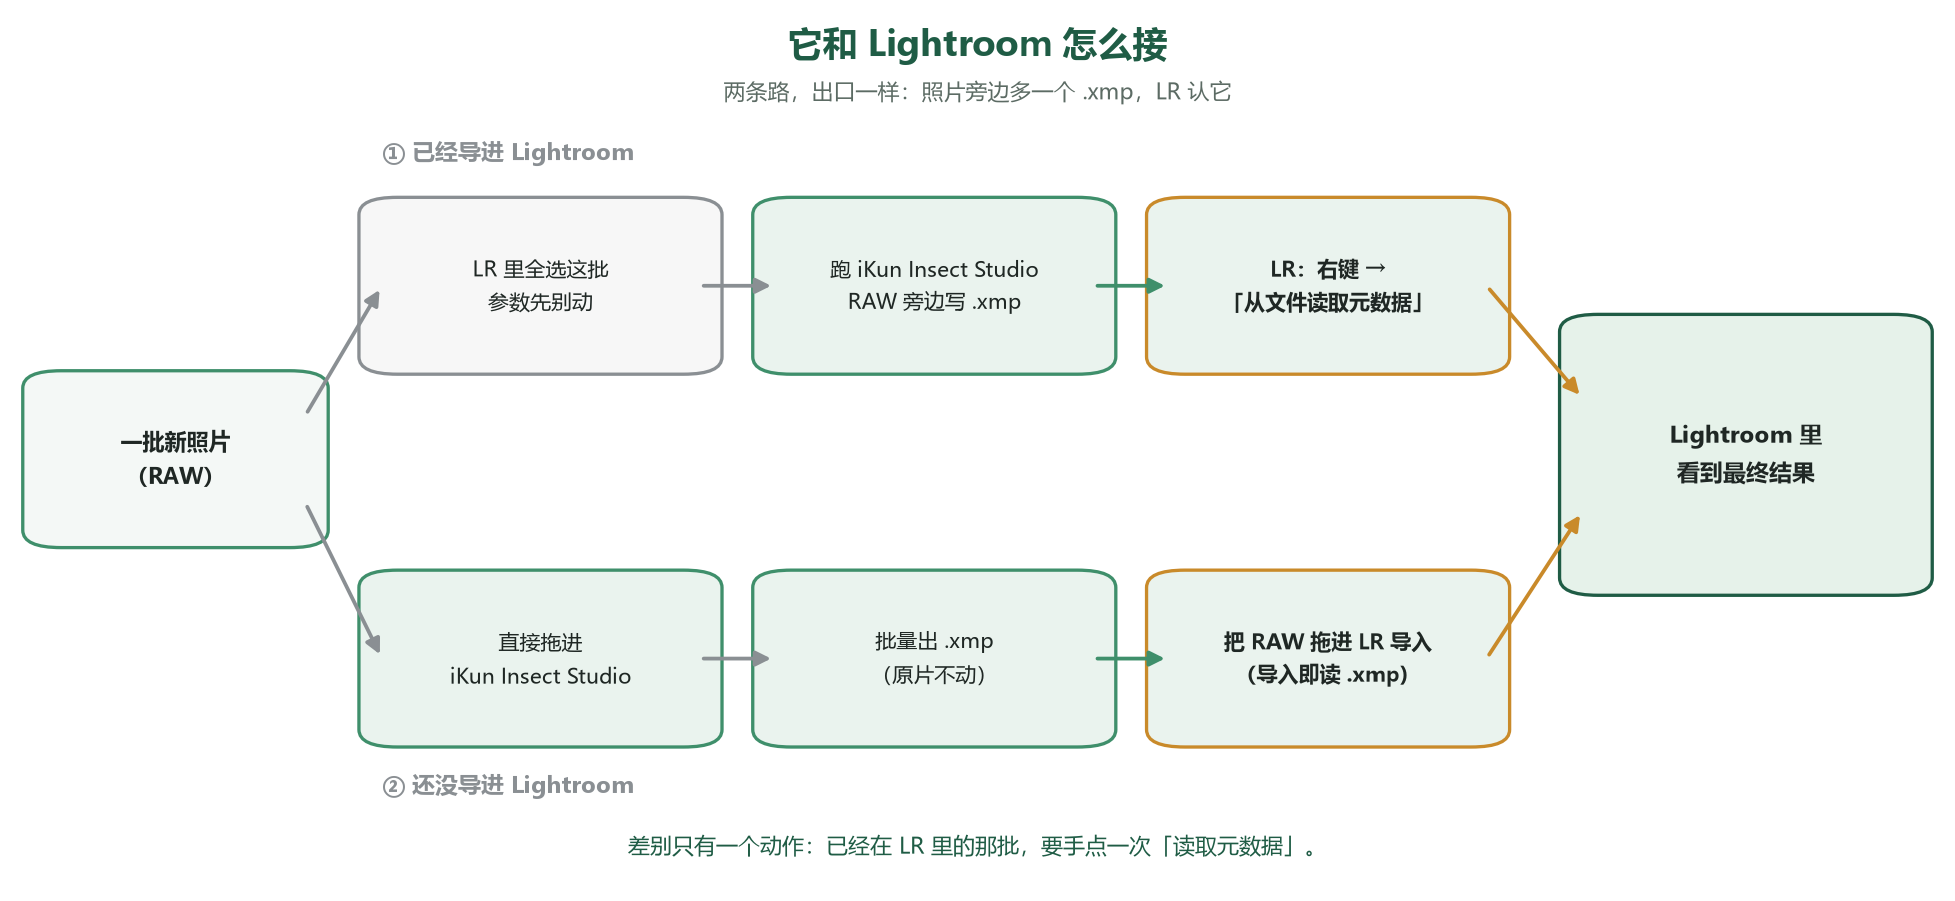 它和 Lightroom 怎么接
两条路，出口一样：照片旁边多一个 .xmp，LR 认它
① 已经导进 Lightroom
LR 里全选这批
参数先别动
跑 iKun Insect Studio
RAW 旁边写 .xmp
LR：右键 →
「从文件读取元数据」
一批新照片
（RAW）
Lightroom 里
看到最终结果
直接拖进
iKun Insect Studio
批量出 .xmp
（原片不动）
把 RAW 拖进 LR 导入
（导入即读 .xmp）
② 还没导进 Lightroom
差别只有一个动作：已经在 LR 里的那批，要手点一次「读取元数据」。